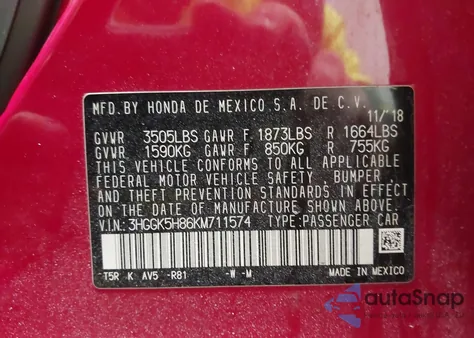 MFD.BY HONDA DE MEXICO S.A. DE C.V.
11/'18
GVWR 3505LBS GAWR F 1873LBS R 1664LBS
GVWR 1590KG GAWR F 850KG R 755KG
THIS VEHICLE CONFORMS TO ALL APPLICABLE
FEDERAL MOTOR VEHICLE SAFETY, BUMPER
AND THEFT PREVENTION STANDARDS IN EFFECT
ON DATE OF MANUFACTURE SHOWN ABOVE.
V.I.N: 3HGGK5H86KM711574 TYPE:PASSENGER CAR
T5R K AV5 -R81 -W -M MADE IN MEXICO
autoSnap